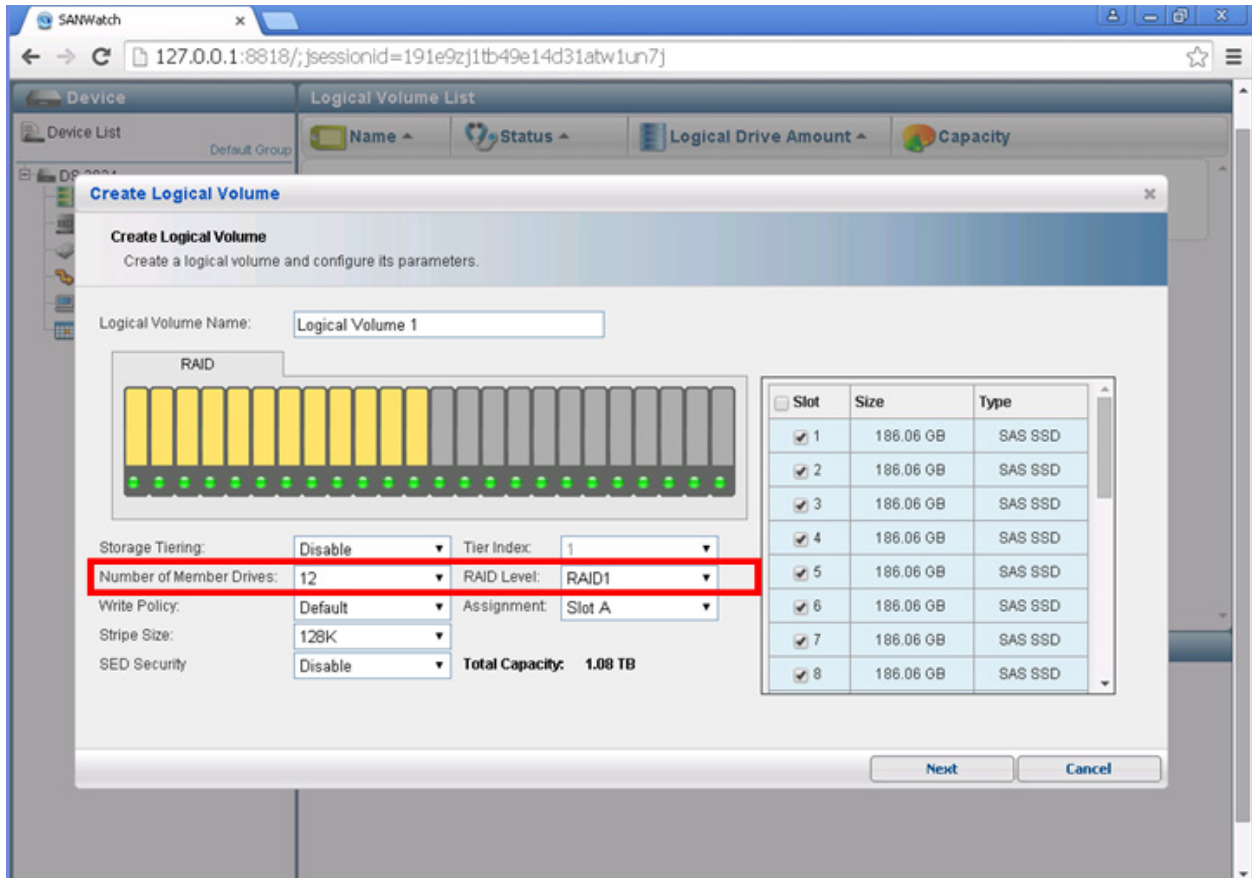 SANWatch
127.0.0.1:8818/;jsessionid=191e9zj1tb49e14d31atw1un7j
Device
Logical Volume List
Device List
Default Group
Name
Status
Logical Drive Amount
Capacity
Create Logical Volume
Create Logical Volume
Create a logical volume and configure its parameters.
Logical Volume Name: Logical Volume 1
RAID
Slot Size Type
1 186.06 GB SAS SSD
2 186.06 GB SAS SSD
3 186.06 GB SAS SSD
4 186.06 GB SAS SSD
5 186.06 GB SAS SSD
6 186.06 GB SAS SSD
7 186.06 GB SAS SSD
8 186.06 GB SAS SSD
Storage Tiering: Disable Tier Index: 1
Number of Member Drives: 12 RAID Level: RAID1
Write Policy: Default Assignment: Slot A
Stripe Size: 128K
SED Security Disable Total Capacity: 1.08 TB
Next
Cancel